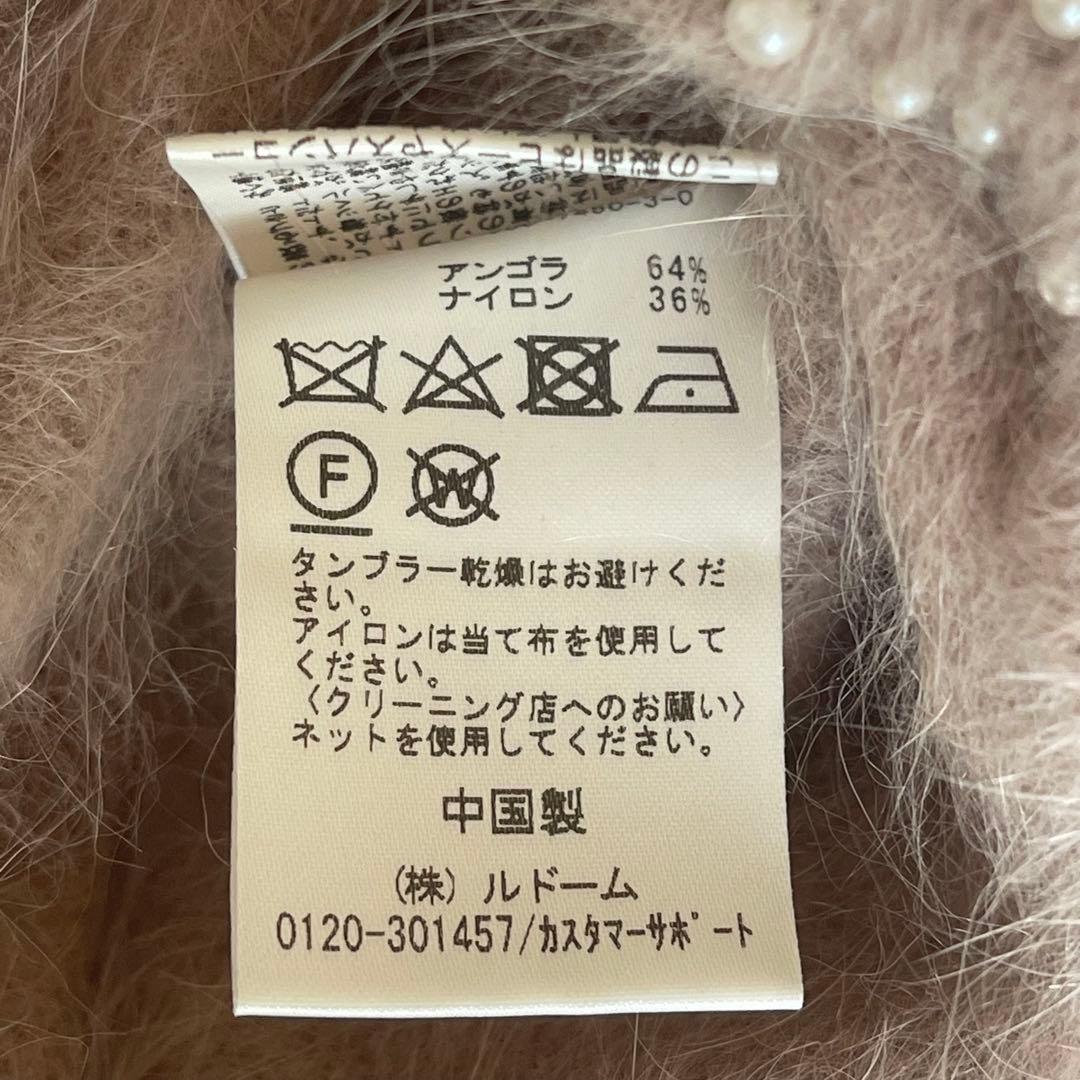 アンゴラ 64%
ナイロン 36%
F
W
タンブラー乾燥はお避けくだ
さい。
アイロンは当て布を使用して
ください。
〈クリーニング店へのお願い〉
ネットを使用してください。
中国製
(株)ルドーム
0120-301457/カスタマーサポート